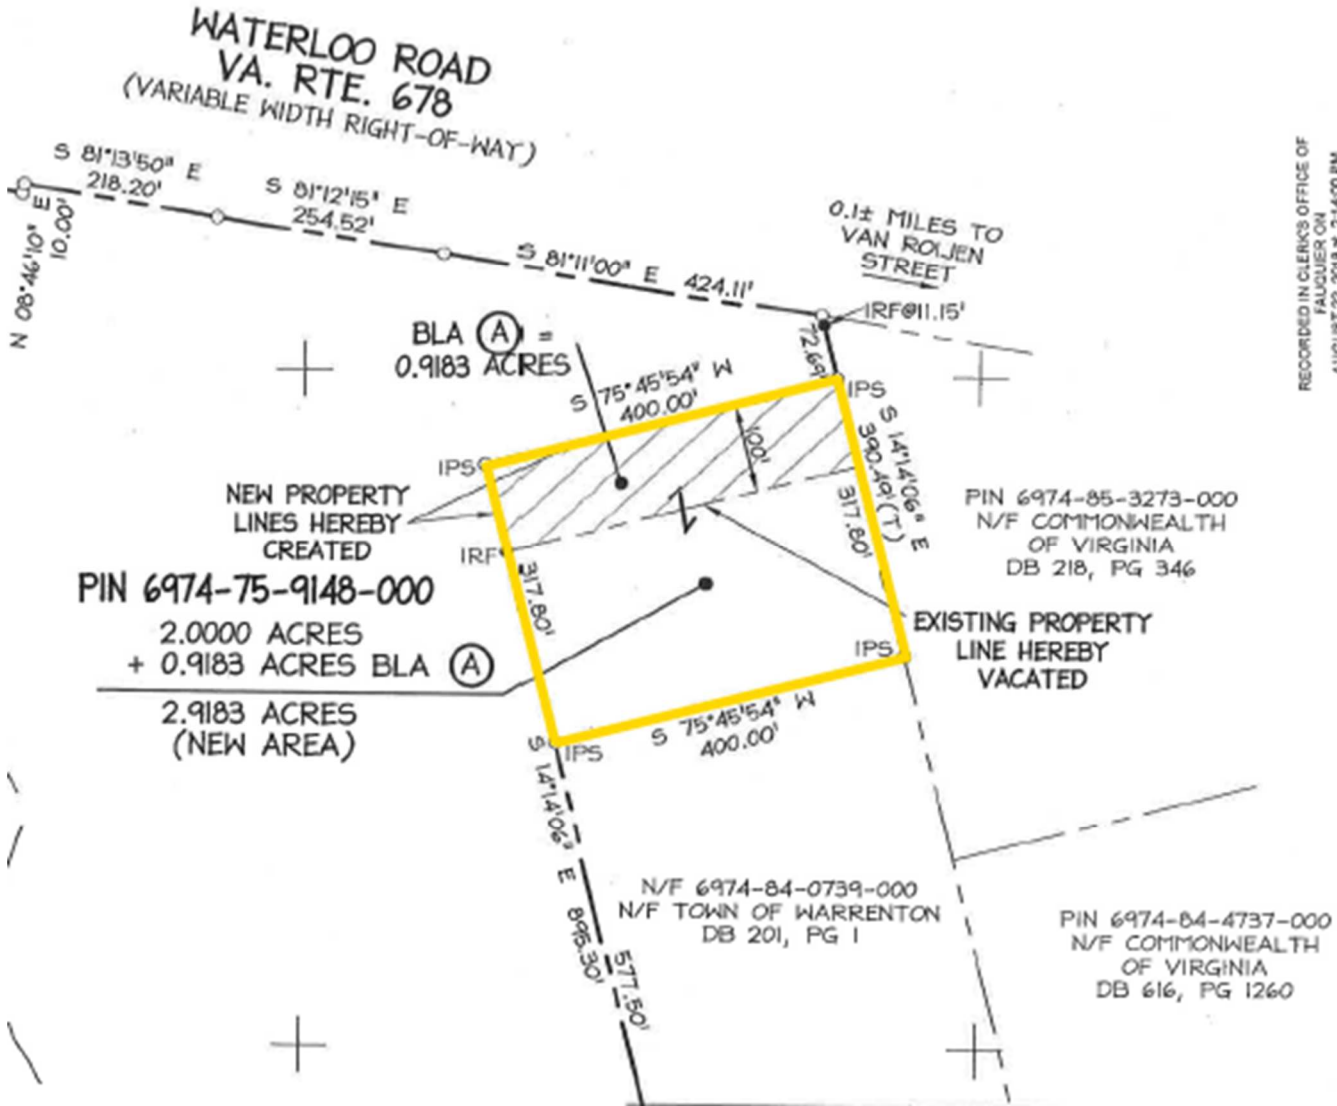 WATERLOO ROAD
VA. RTE. 678
(VARIABLE WIDTH RIGHT-OF-WAY)
S 81°13'50" E
218.20'
S 81°12'15" E
254.52'
N 08°46'10" E
10.00'
S 81°11'00" E 424.11'
0.1± MILES TO
VAN ROIJEN
STREET
IRF@11.15'
72.69'
RECORDED IN CLERK'S OFFICE OF
FAUQUIER ON
BLA A =
0.9183 ACRES
S 75°45'54" W
400.00'
IPS
IPS
100'
S 14°14'06" E
390.49' (T)
317.80'
NEW PROPERTY
LINES HEREBY
CREATED
IRF
317.80'
PIN 6974-85-3273-000
N/F COMMONWEALTH
OF VIRGINIA
DB 218, PG 346
PIN 6974-75-9148-000
2.0000 ACRES
+ 0.9183 ACRES BLA A
2.9183 ACRES
(NEW AREA)
EXISTING PROPERTY
LINE HEREBY
VACATED
IPS
IPS
S 75°45'54" W
400.00'
S 14°14'06" E 895.30'
577.50'
N/F 6974-84-0739-000
N/F TOWN OF WARRENTON
DB 201, PG 1
PIN 6974-84-4737-000
N/F COMMONWEALTH
OF VIRGINIA
DB 616, PG 1260